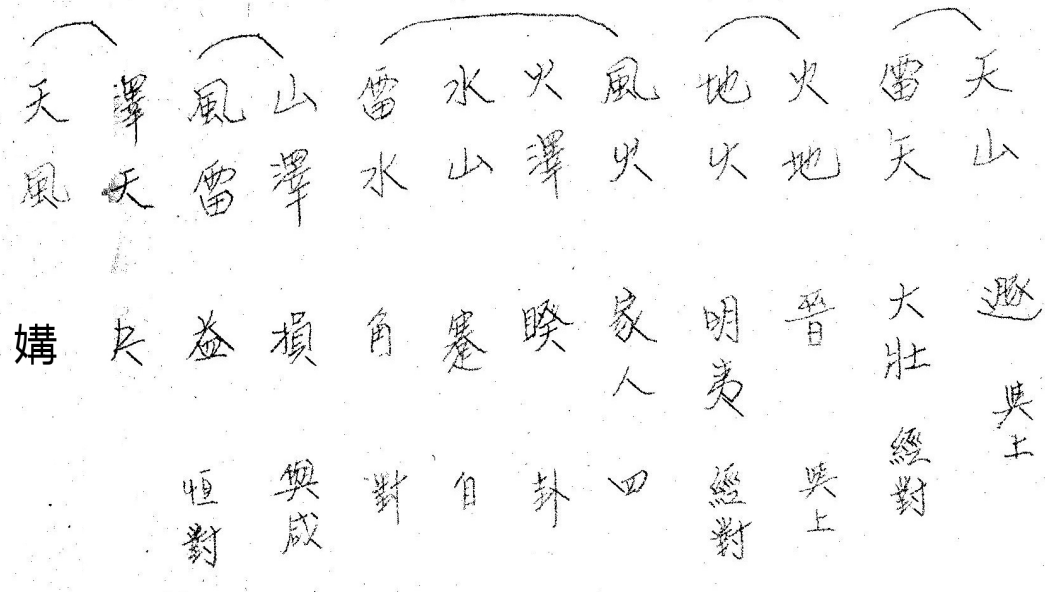 天山 遯 與上
雷天 大壯 經對
火地 晉 與上
地火 明夷 經對
風火 家人 四
火澤 睽 卦
水山 蹇 自
雷水 角 對
山澤 損 與咸
風雷 益 恒對
澤天 夬
天風 媾